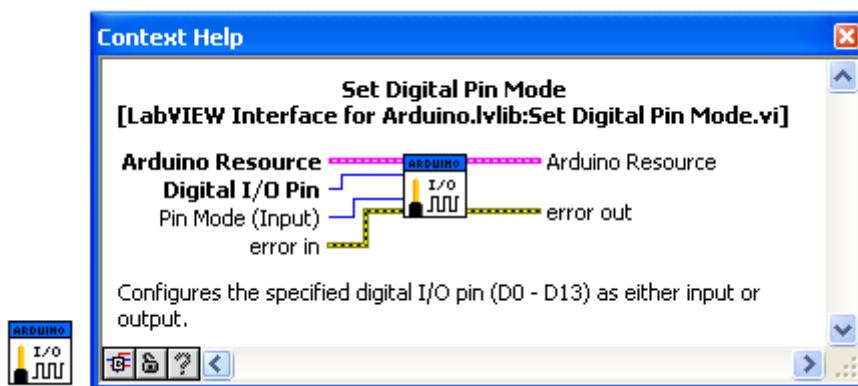 Context Help
Set Digital Pin Mode
[LabVIEW Interface for Arduino.lvlib:Set Digital Pin Mode.vi]
Arduino Resource ARDUINO Arduino Resource
Digital I/O Pin I/O
Pin Mode (Input)
error in error out
Configures the specified digital I/O pin (D0 - D13) as either input or
output.
ARDUINO
I/O
?